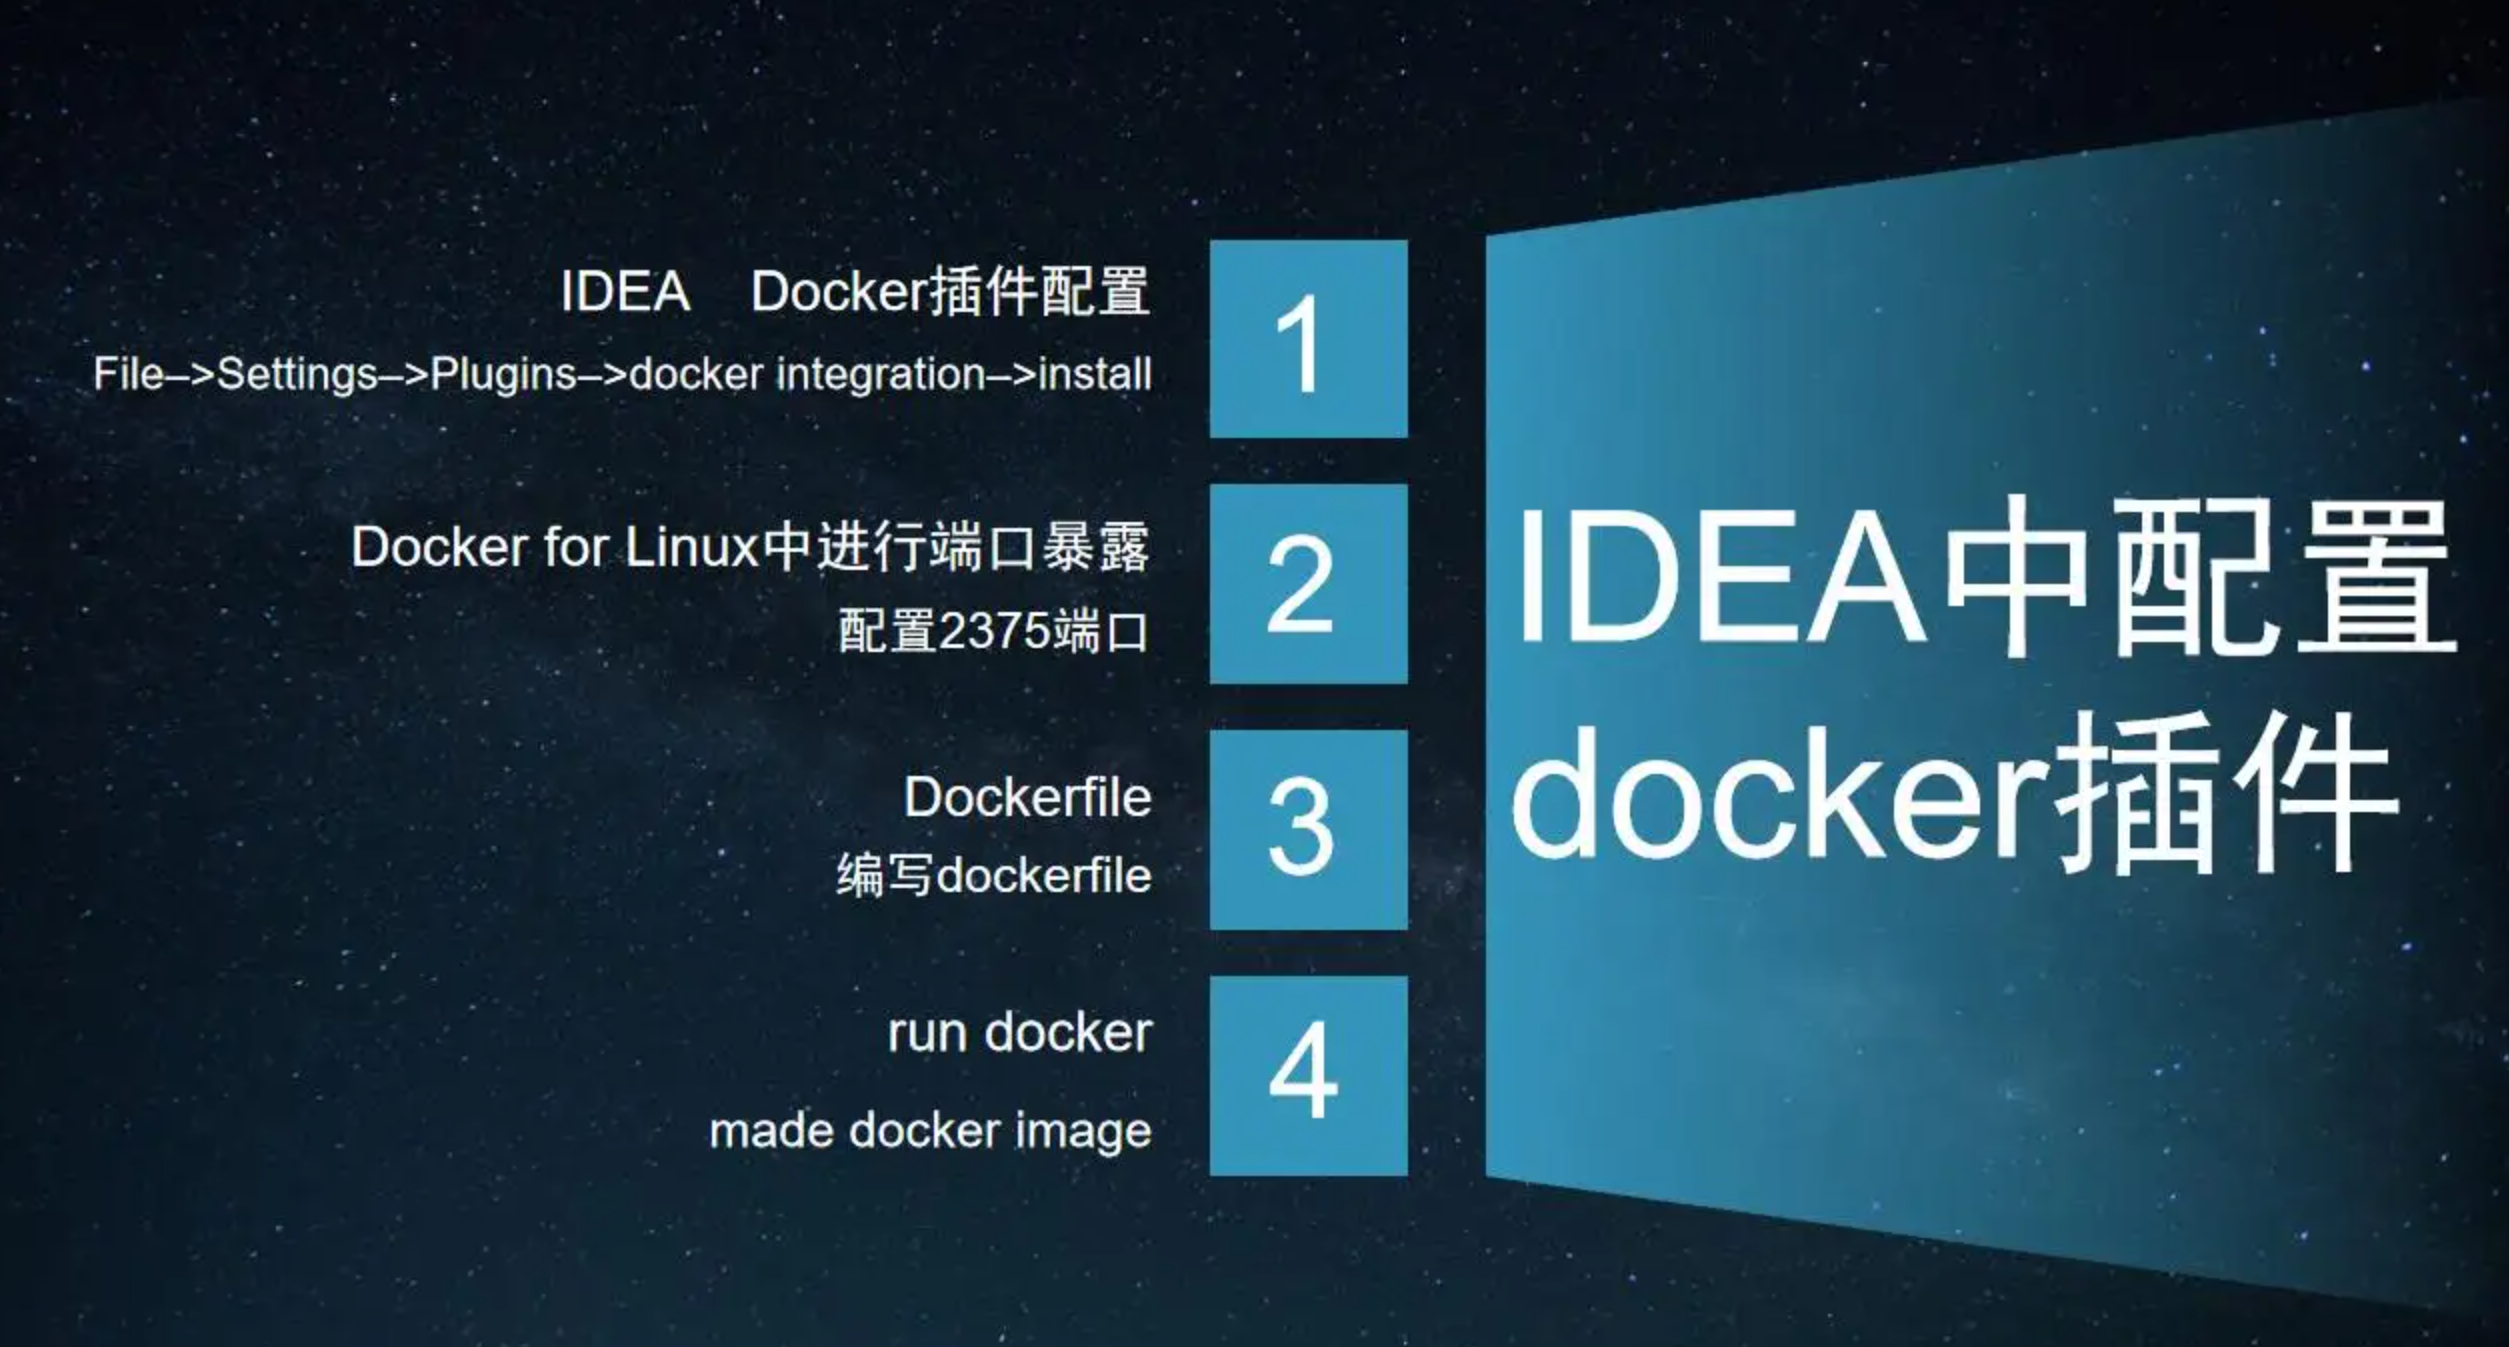 IDEA　Docker插件配置
File–>Settings–>Plugins–>docker integration–>install
1
Docker for Linux中进行端口暴露
配置2375端口
2
Dockerfile
编写dockerfile
3
run docker
made docker image
4
IDEA中配置
docker插件